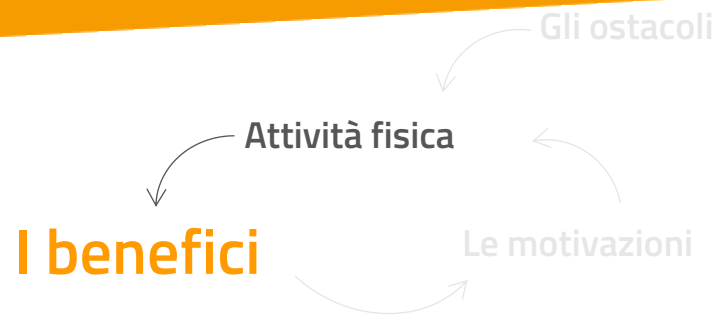 Gli ostacoli
Attività fisica
I benefici
Le motivazioni